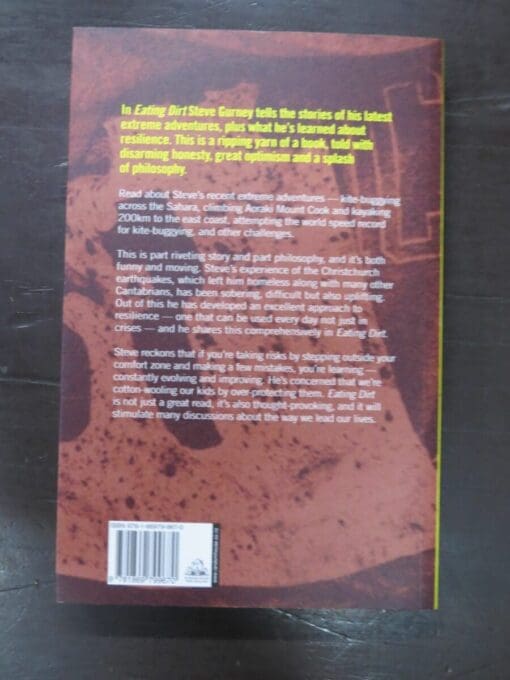 In Eating Dirt Steve Gurney tells the stories of his latest
extreme adventures, plus what he's learned about
resilience. This is a ripping yarn of a book, told with
disarming honesty, great optimism and a splash
of philosophy.
Read about Steve's recent extreme adventures — kite-buggying
across the Sahara, climbing Aoraki Mount Cook and kayaking
200km to the east coast, attempting the world speed record
for kite-buggying, and other challenges.
This is part riveting story and part philosophy, and it's both
funny and moving. Steve's experience of the Christchurch
earthquakes, which left him homeless along with many other
Cantabrians, has been sobering, difficult but also uplifting.
Out of this he has developed an excellent approach to
resilience — one that can be used every day not just in
crises — and he shares this comprehensively in Eating Dirt.
Steve reckons that if you're taking risks by stepping outside your
comfort zone and making a few mistakes, you're learning —
constantly evolving and improving. He's concerned that we're
cotton-wooling our kids by over-protecting them. Eating Dirt
is not just a great read, it's also thought-provoking, and it will
stimulate many discussions about the way we lead our lives.
ISBN 978-1-86979-967-0
9 781869 799670